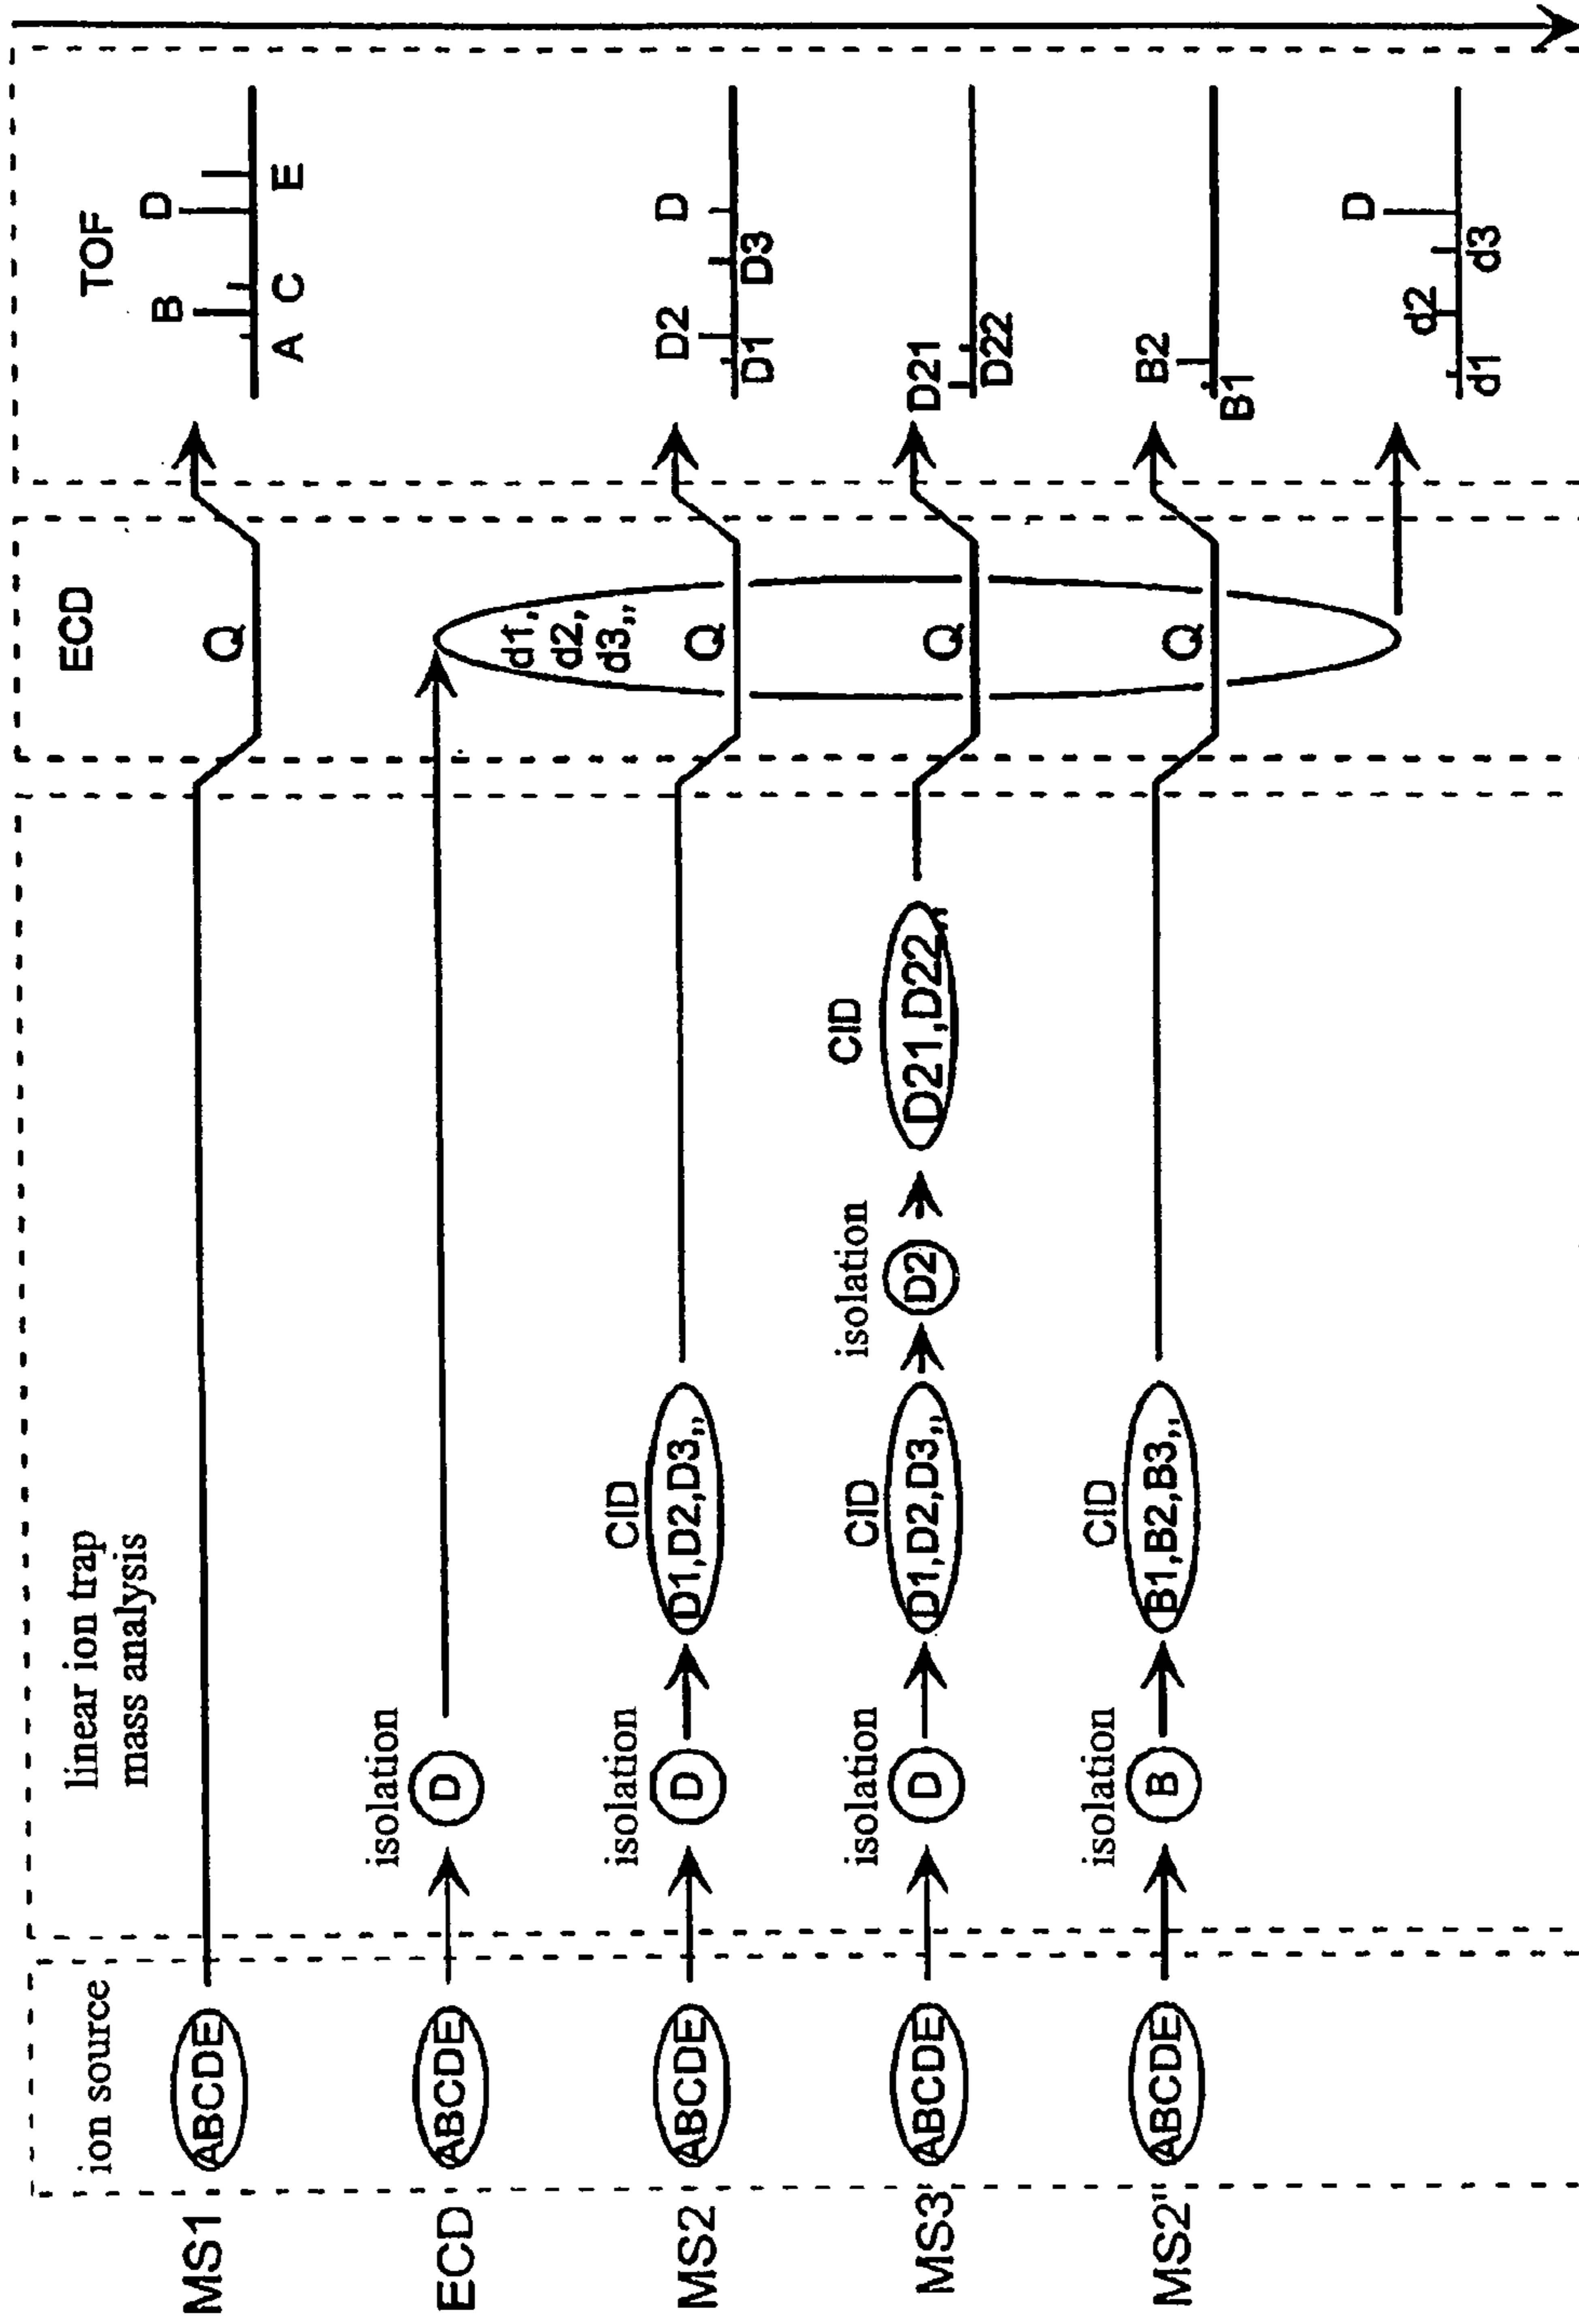 ion source
linear ion trap
mass analysis
ECD
TOF
MS1
ABCDE
Q
B
D
A
C
E
ECD
ABCDE
isolation
D
d1,
d2,
d3,,
MS2
ABCDE
isolation
D
CID
D1,D2,D3,,
Q
D2
D
D1
D3
MS3'
ABCDE
isolation
D
CID
D1,D2,D3,,
isolation
D2
CID
D21,D22,,
Q
D21
D22
MS2"
ABCDE
isolation
B
CID
B1,B2,B3,,
Q
B2
B1
D
d2
d1
d3